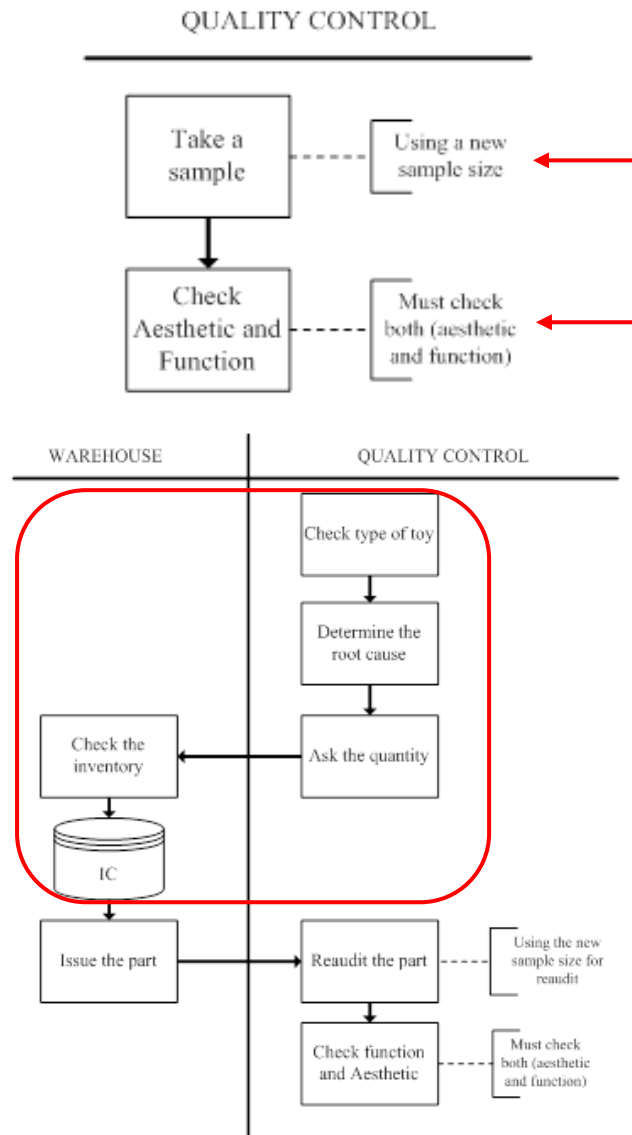 QUALITY CONTROL
Take a
sample
Using a new
sample size
Check
Aesthetic and
Function
Must check
both (aesthetic
and function)
WAREHOUSE
QUALITY CONTROL
Check type of toy
Determine the
root cause
Check the
inventory
Ask the quantity
IC
Issue the part
Reaudit the part
Using the new
sample size for
reaudit
Check function
and Aesthetic
Must check
both (aesthetic
and function)